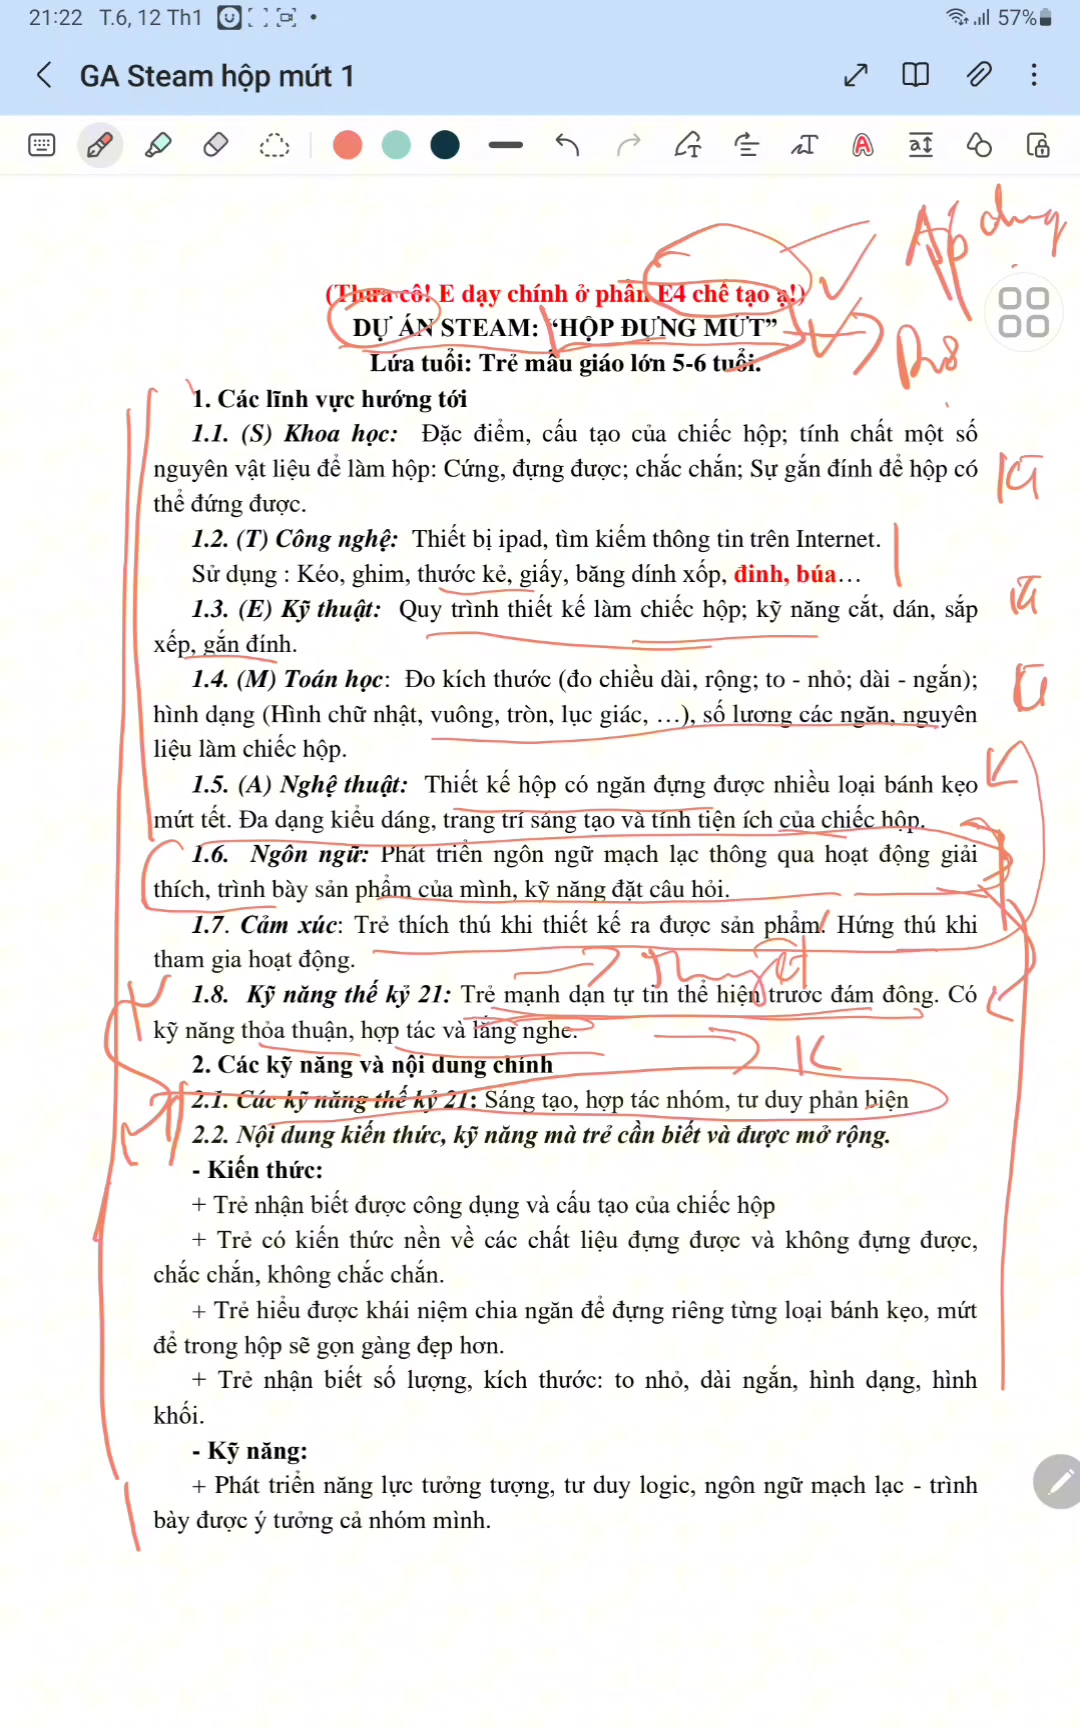 21:22 T.6, 12 Th1
57%
GA Steam hộp mứt 1
Áp dụng
(Thưa cô! E dạy chính ở phần E4 chế tạo ạ!)
DỰ ÁN STEAM: “HỘP ĐỰNG MỨT”
Lứa tuổi: Trẻ mẫu giáo lớn 5-6 tuổi.
1. Các lĩnh vực hướng tới
1.1. (S) Khoa học: Đặc điểm, cấu tạo của chiếc hộp; tính chất một số
nguyên vật liệu để làm hộp: Cứng, đựng được; chắc chắn; Sự gắn đính để hộp có
thể đứng được.
1.2. (T) Công nghệ: Thiết bị ipad, tìm kiếm thông tin trên Internet.
Sử dụng : Kéo, ghim, thước kẻ, giấy, băng dính xốp, đinh, búa…
1.3. (E) Kỹ thuật: Quy trình thiết kế làm chiếc hộp; kỹ năng cắt, dán, sắp
xếp, gắn đính.
1.4. (M) Toán học: Đo kích thước (đo chiều dài, rộng; to - nhỏ; dài - ngắn);
hình dạng (Hình chữ nhật, vuông, tròn, lục giác, …), số lương các ngăn, nguyên
liệu làm chiếc hộp.
1.5. (A) Nghệ thuật: Thiết kế hộp có ngăn đựng được nhiều loại bánh kẹo
mứt tết. Đa dạng kiểu dáng, trang trí sáng tạo và tính tiện ích của chiếc hộp.
1.6. Ngôn ngữ: Phát triển ngôn ngữ mạch lạc thông qua hoạt động giải
thích, trình bày sản phẩm của mình, kỹ năng đặt câu hỏi.
1.7. Cảm xúc: Trẻ thích thú khi thiết kế ra được sản phẩm. Hứng thú khi
tham gia hoạt động.
1.8. Kỹ năng thế kỷ 21: Trẻ mạnh dạn tự tin thể hiện trước đám đông. Có
kỹ năng thỏa thuận, hợp tác và lắng nghe.
K
2. Các kỹ năng và nội dung chính
2.1. Các kỹ năng thế kỷ 21: Sáng tạo, hợp tác nhóm, tư duy phản biện
2.2. Nội dung kiến thức, kỹ năng mà trẻ cần biết và được mở rộng.
- Kiến thức:
+ Trẻ nhận biết được công dụng và cấu tạo của chiếc hộp
+ Trẻ có kiến thức nền về các chất liệu đựng được và không đựng được,
chắc chắn, không chắc chắn.
+ Trẻ hiểu được khái niệm chia ngăn để đựng riêng từng loại bánh kẹo, mứt
để trong hộp sẽ gọn gàng đẹp hơn.
+ Trẻ nhận biết số lượng, kích thước: to nhỏ, dài ngắn, hình dạng, hình
khối.
- Kỹ năng:
+ Phát triển năng lực tưởng tượng, tư duy logic, ngôn ngữ mạch lạc - trình
bày được ý tưởng cả nhóm mình.